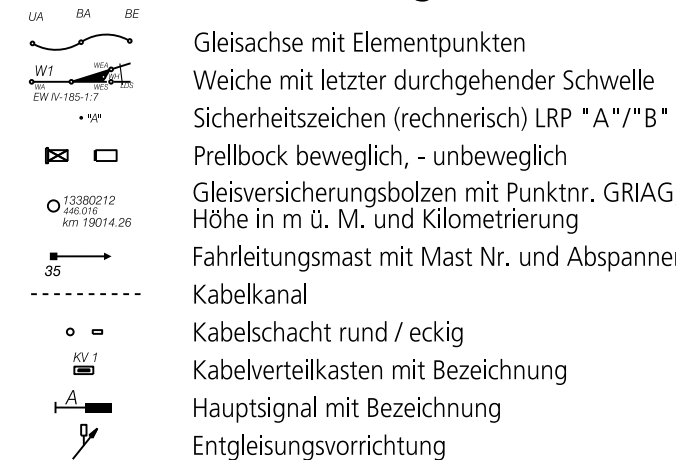 UA BA BE
Gleisachse mit Elementpunkten
W1 WEA
WH
WA WES LDS
EW IV-185-1:7
Weiche mit letzter durchgehender Schwelle
"A"
Sicherheitszeichen (rechnerisch) LRP "A"/"B"
Prellbock beweglich, - unbeweglich
13380212
446.016
km 19014.26
Gleisversicherungsbolzen mit Punktnr. GRIAG
Höhe in m ü. M. und Kilometrierung
35
Fahrleitungsmast mit Mast Nr. und
Kabelkanal
Kabelschacht rund / eckig
KV 1
Kabelverteilkasten mit Bezeichnung
A
Hauptsignal mit Bezeichnung
Entgleisungsvorrichtung